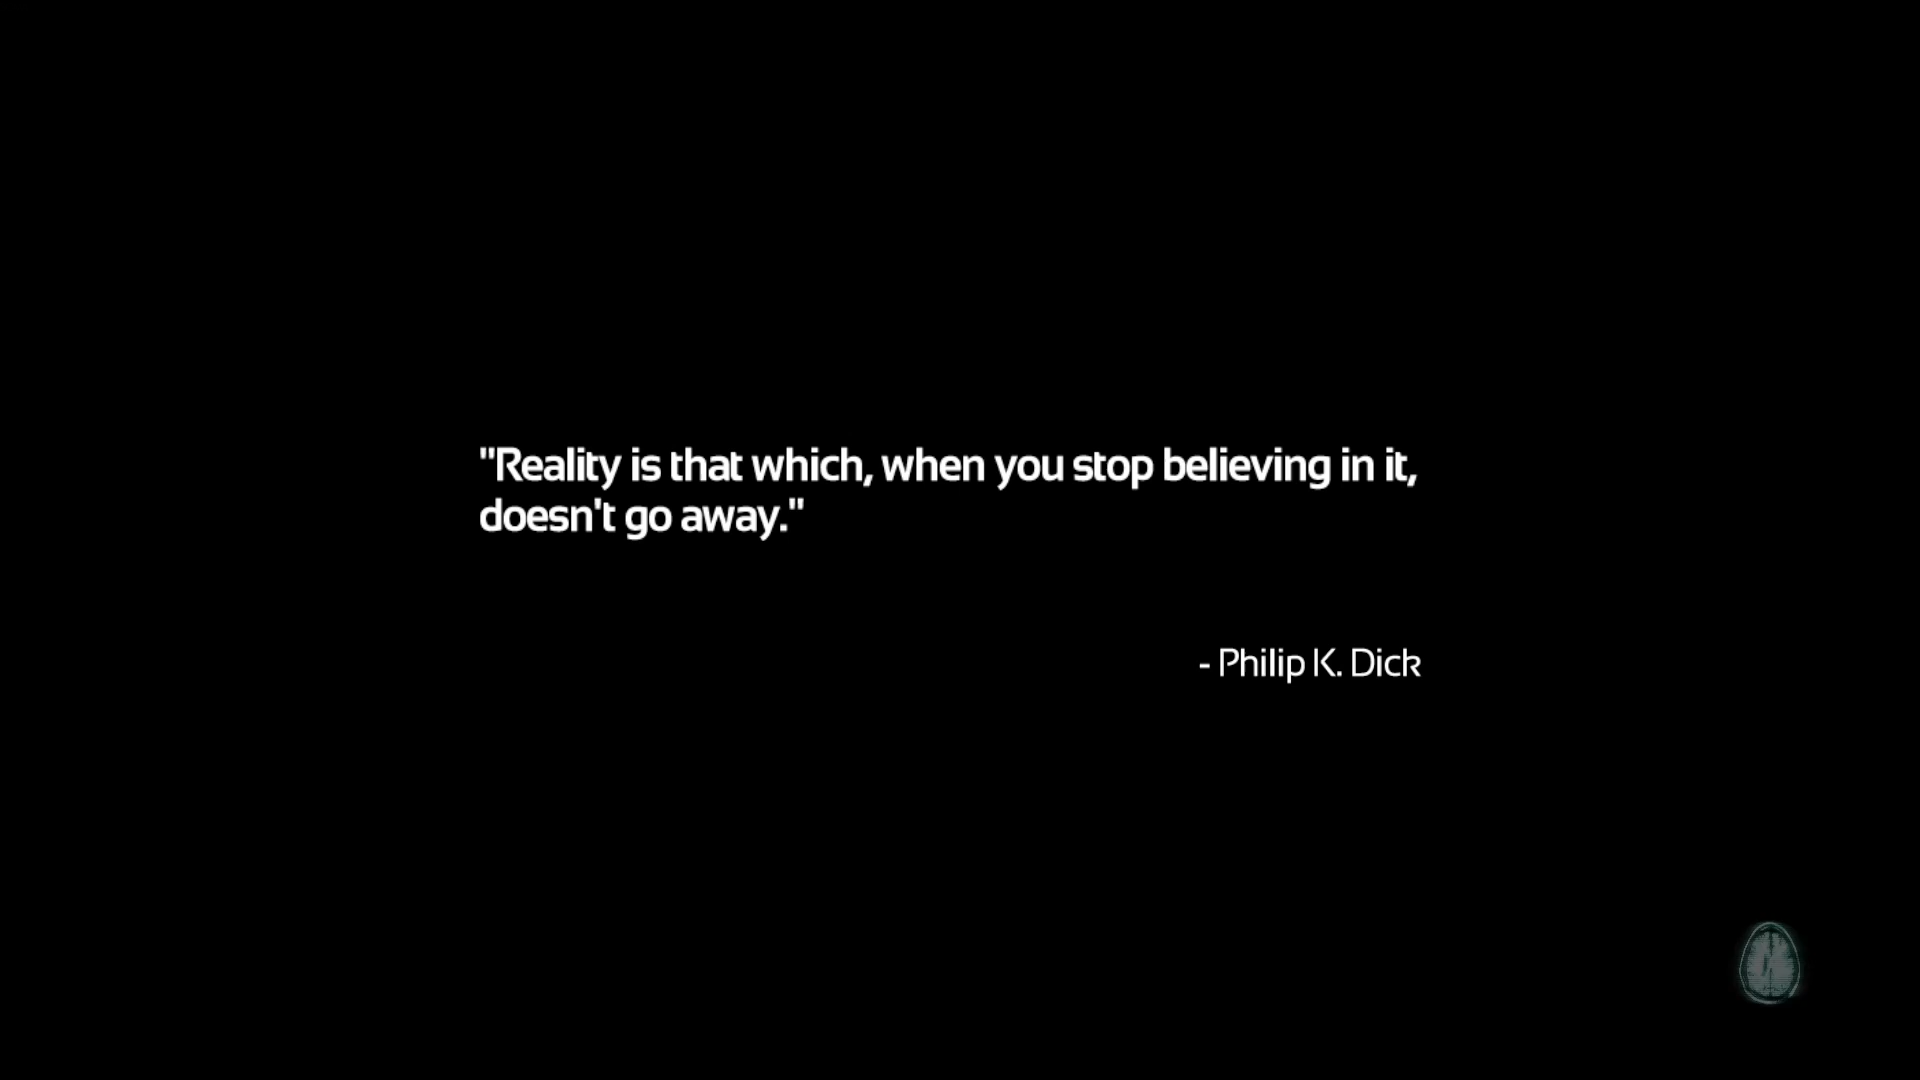 "Reality is that which, when you stop believing in it,
doesn't go away."
- Philip K. Dick